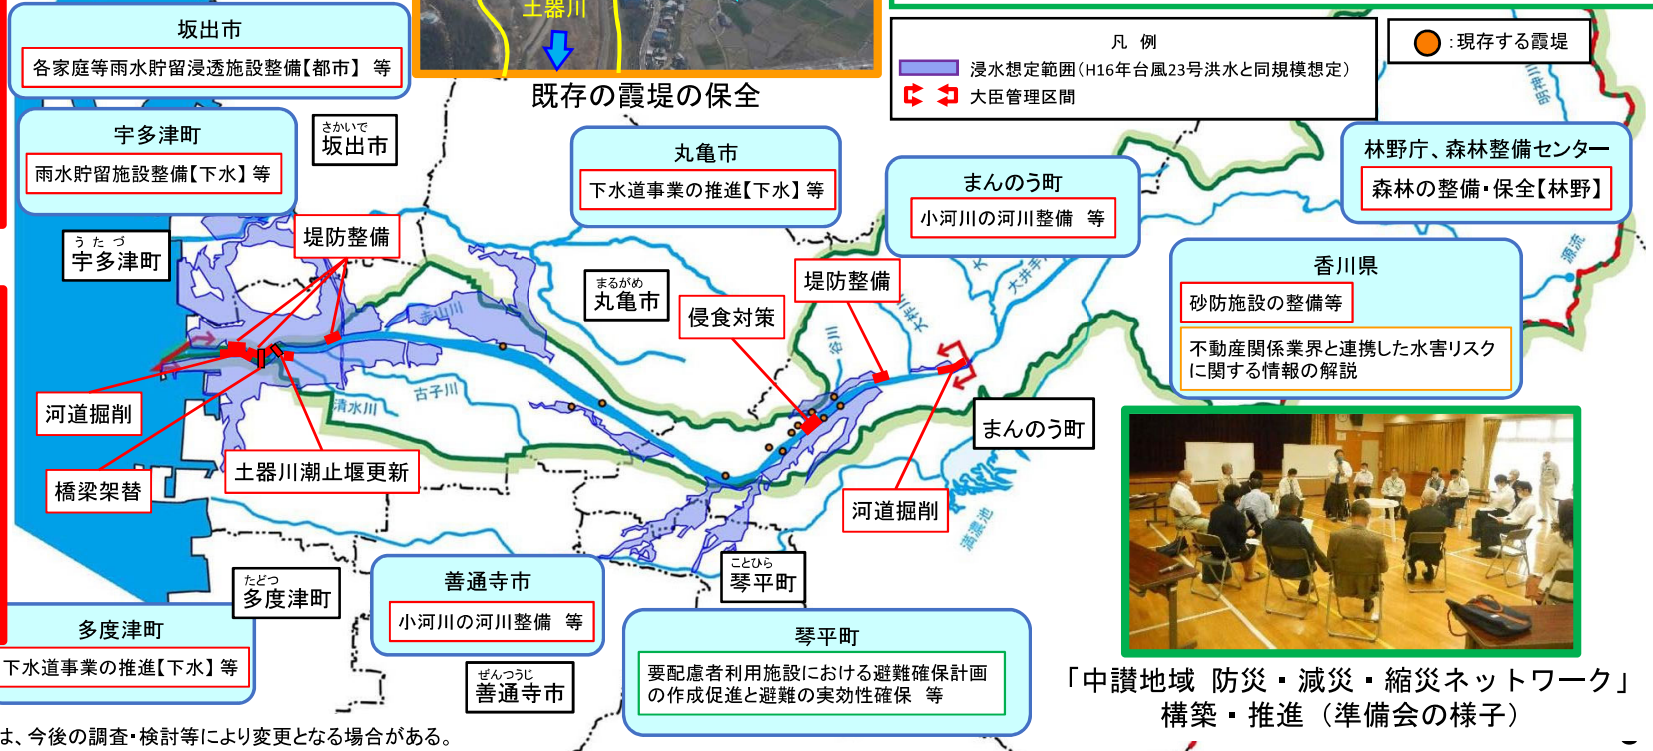 坂出市
各家庭等雨水貯留浸透施設整備【都市】 等
土器川
既存の霞堤の保全
凡 例
浸水想定範囲(H16年台風23号洪水と同規模想定)
大臣管理区間
:現存する霞堤
宇多津町
雨水貯留施設整備【下水】 等
さかいで
坂出市
丸亀市
下水道事業の推進【下水】 等
まんのう町
小河川の河川整備 等
明神川
林野庁、森林整備センター
森林の整備・保全【林野】
うたづ
宇多津町
堤防整備
まるがめ
丸亀市
侵食対策
堤防整備
源流
香川県
砂防施設の整備等
不動産関係業界と連携した水害リスク
に関する情報の解説
赤山川
古子川
清水川
河道掘削
橋梁架替
土器川潮止堰更新
まんのう町
河道掘削
満濃池
たどつ
多度津町
善通寺市
小河川の河川整備 等
ことひら
琴平町
多度津町
下水道事業の推進【下水】 等
ぜんつうじ
善通寺市
琴平町
要配慮者利用施設における避難確保計画
の作成促進と避難の実効性確保 等
「中讃地域 防災・減災・縮災ネットワーク」
構築・推進（準備会の様子）
は、今後の調査・検討等により変更となる場合がある。